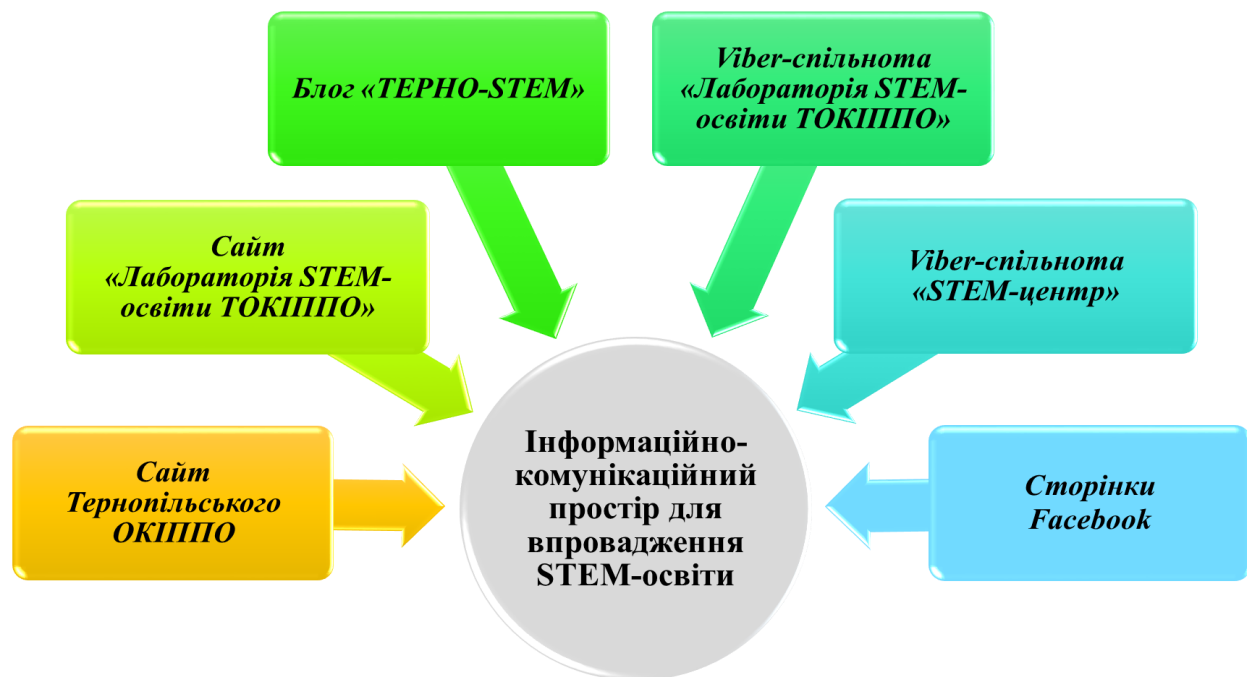 Блог «ТЕРНО-STEM»
Viber-спільнота
«Лабораторія STEM-
освіти ТОКІППО»
Сайт
«Лабораторія STEM-
освіти ТОКІППО»
Viber-спільнота
«STEM-центр»
Сайт
Тернопільського
ОКІППО
Інформаційно-
комунікаційний
простір для
впровадження
STEM-освіти
Сторінки
Facebook